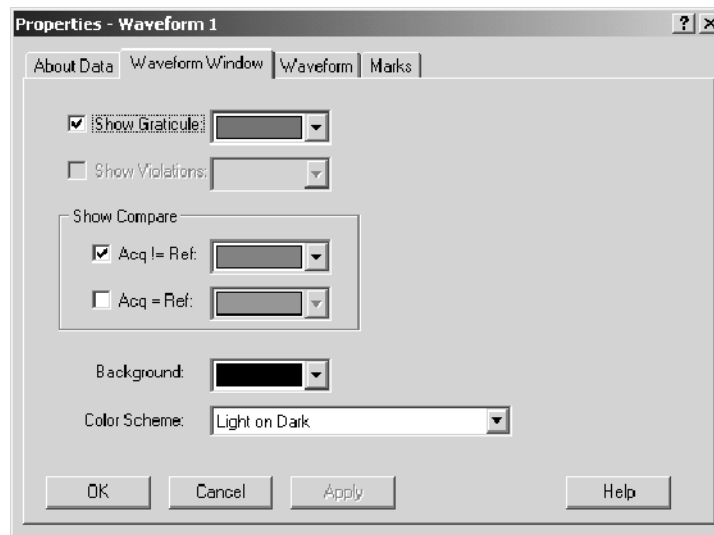 Properties - Waveform 1
About Data Waveform Window Waveform Marks
Show Graticule:
Show Violations:
Show Compare
Acq != Ref:
Acq = Ref:
Background:
Color Scheme: Light on Dark
OK Cancel Apply Help